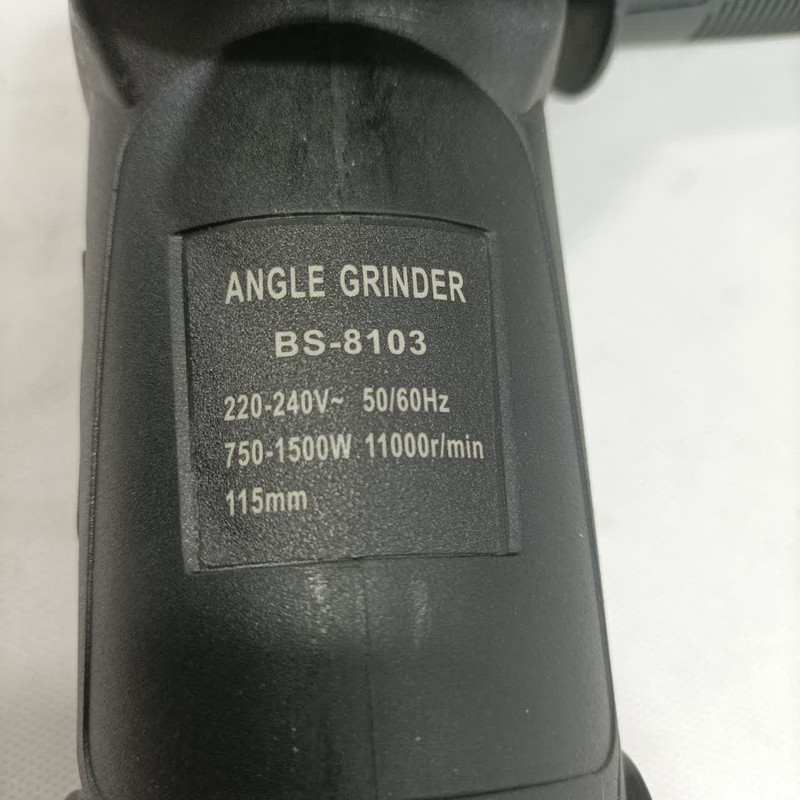 ANGLE GRINDER
BS-8103
220-240V~ 50/60Hz
750-1500W 11000r/min
115mm